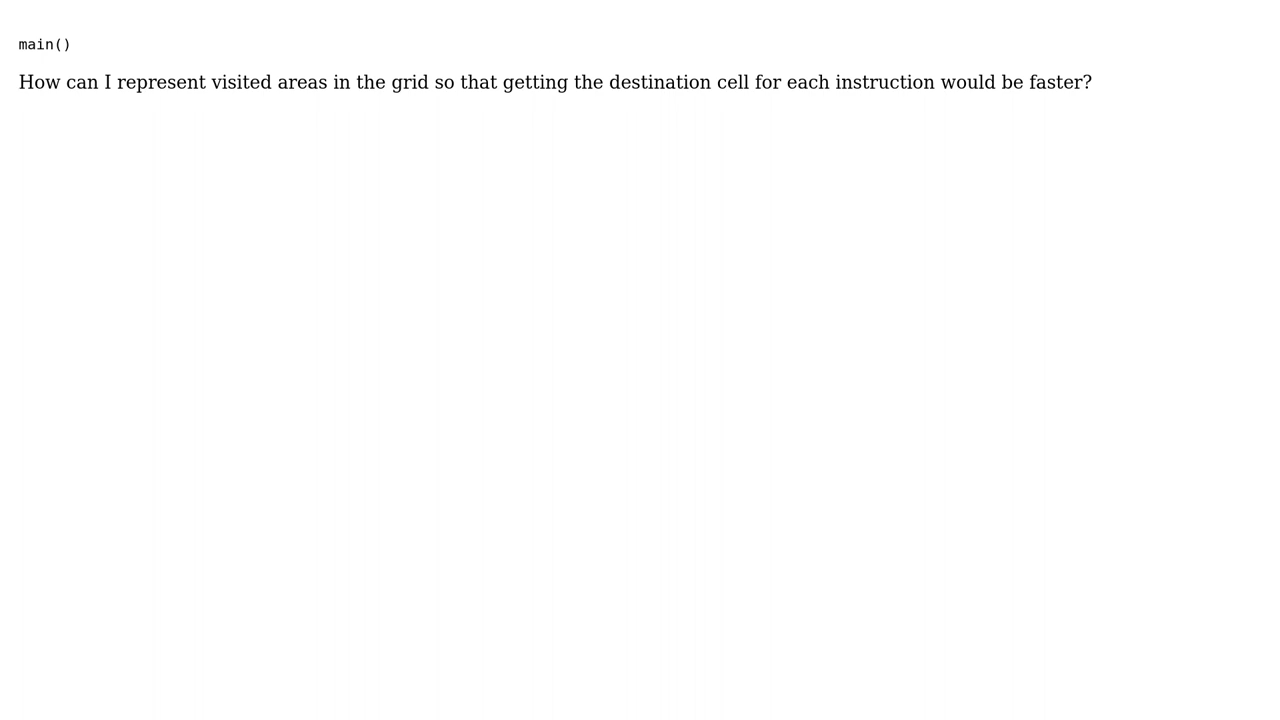 main()
How can I represent visited areas in the grid so that getting the destination cell for each instruction would be faster?